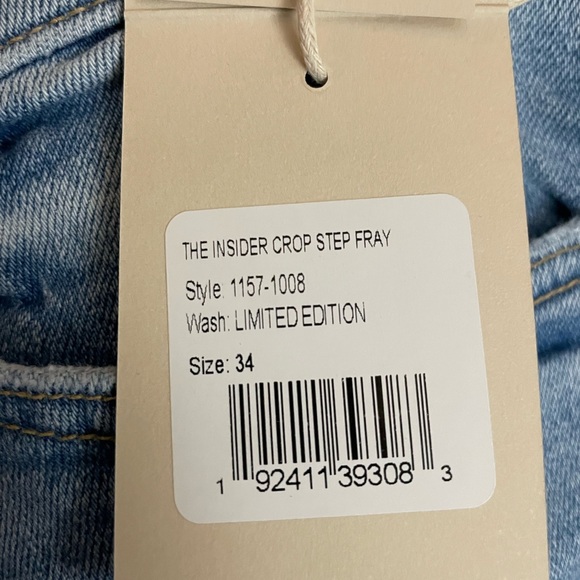 THE INSIDER CROP STEP FRAY
Style: 1157-1008
Wash: LIMITED EDITION
Size: 34
1 92411 39308 3